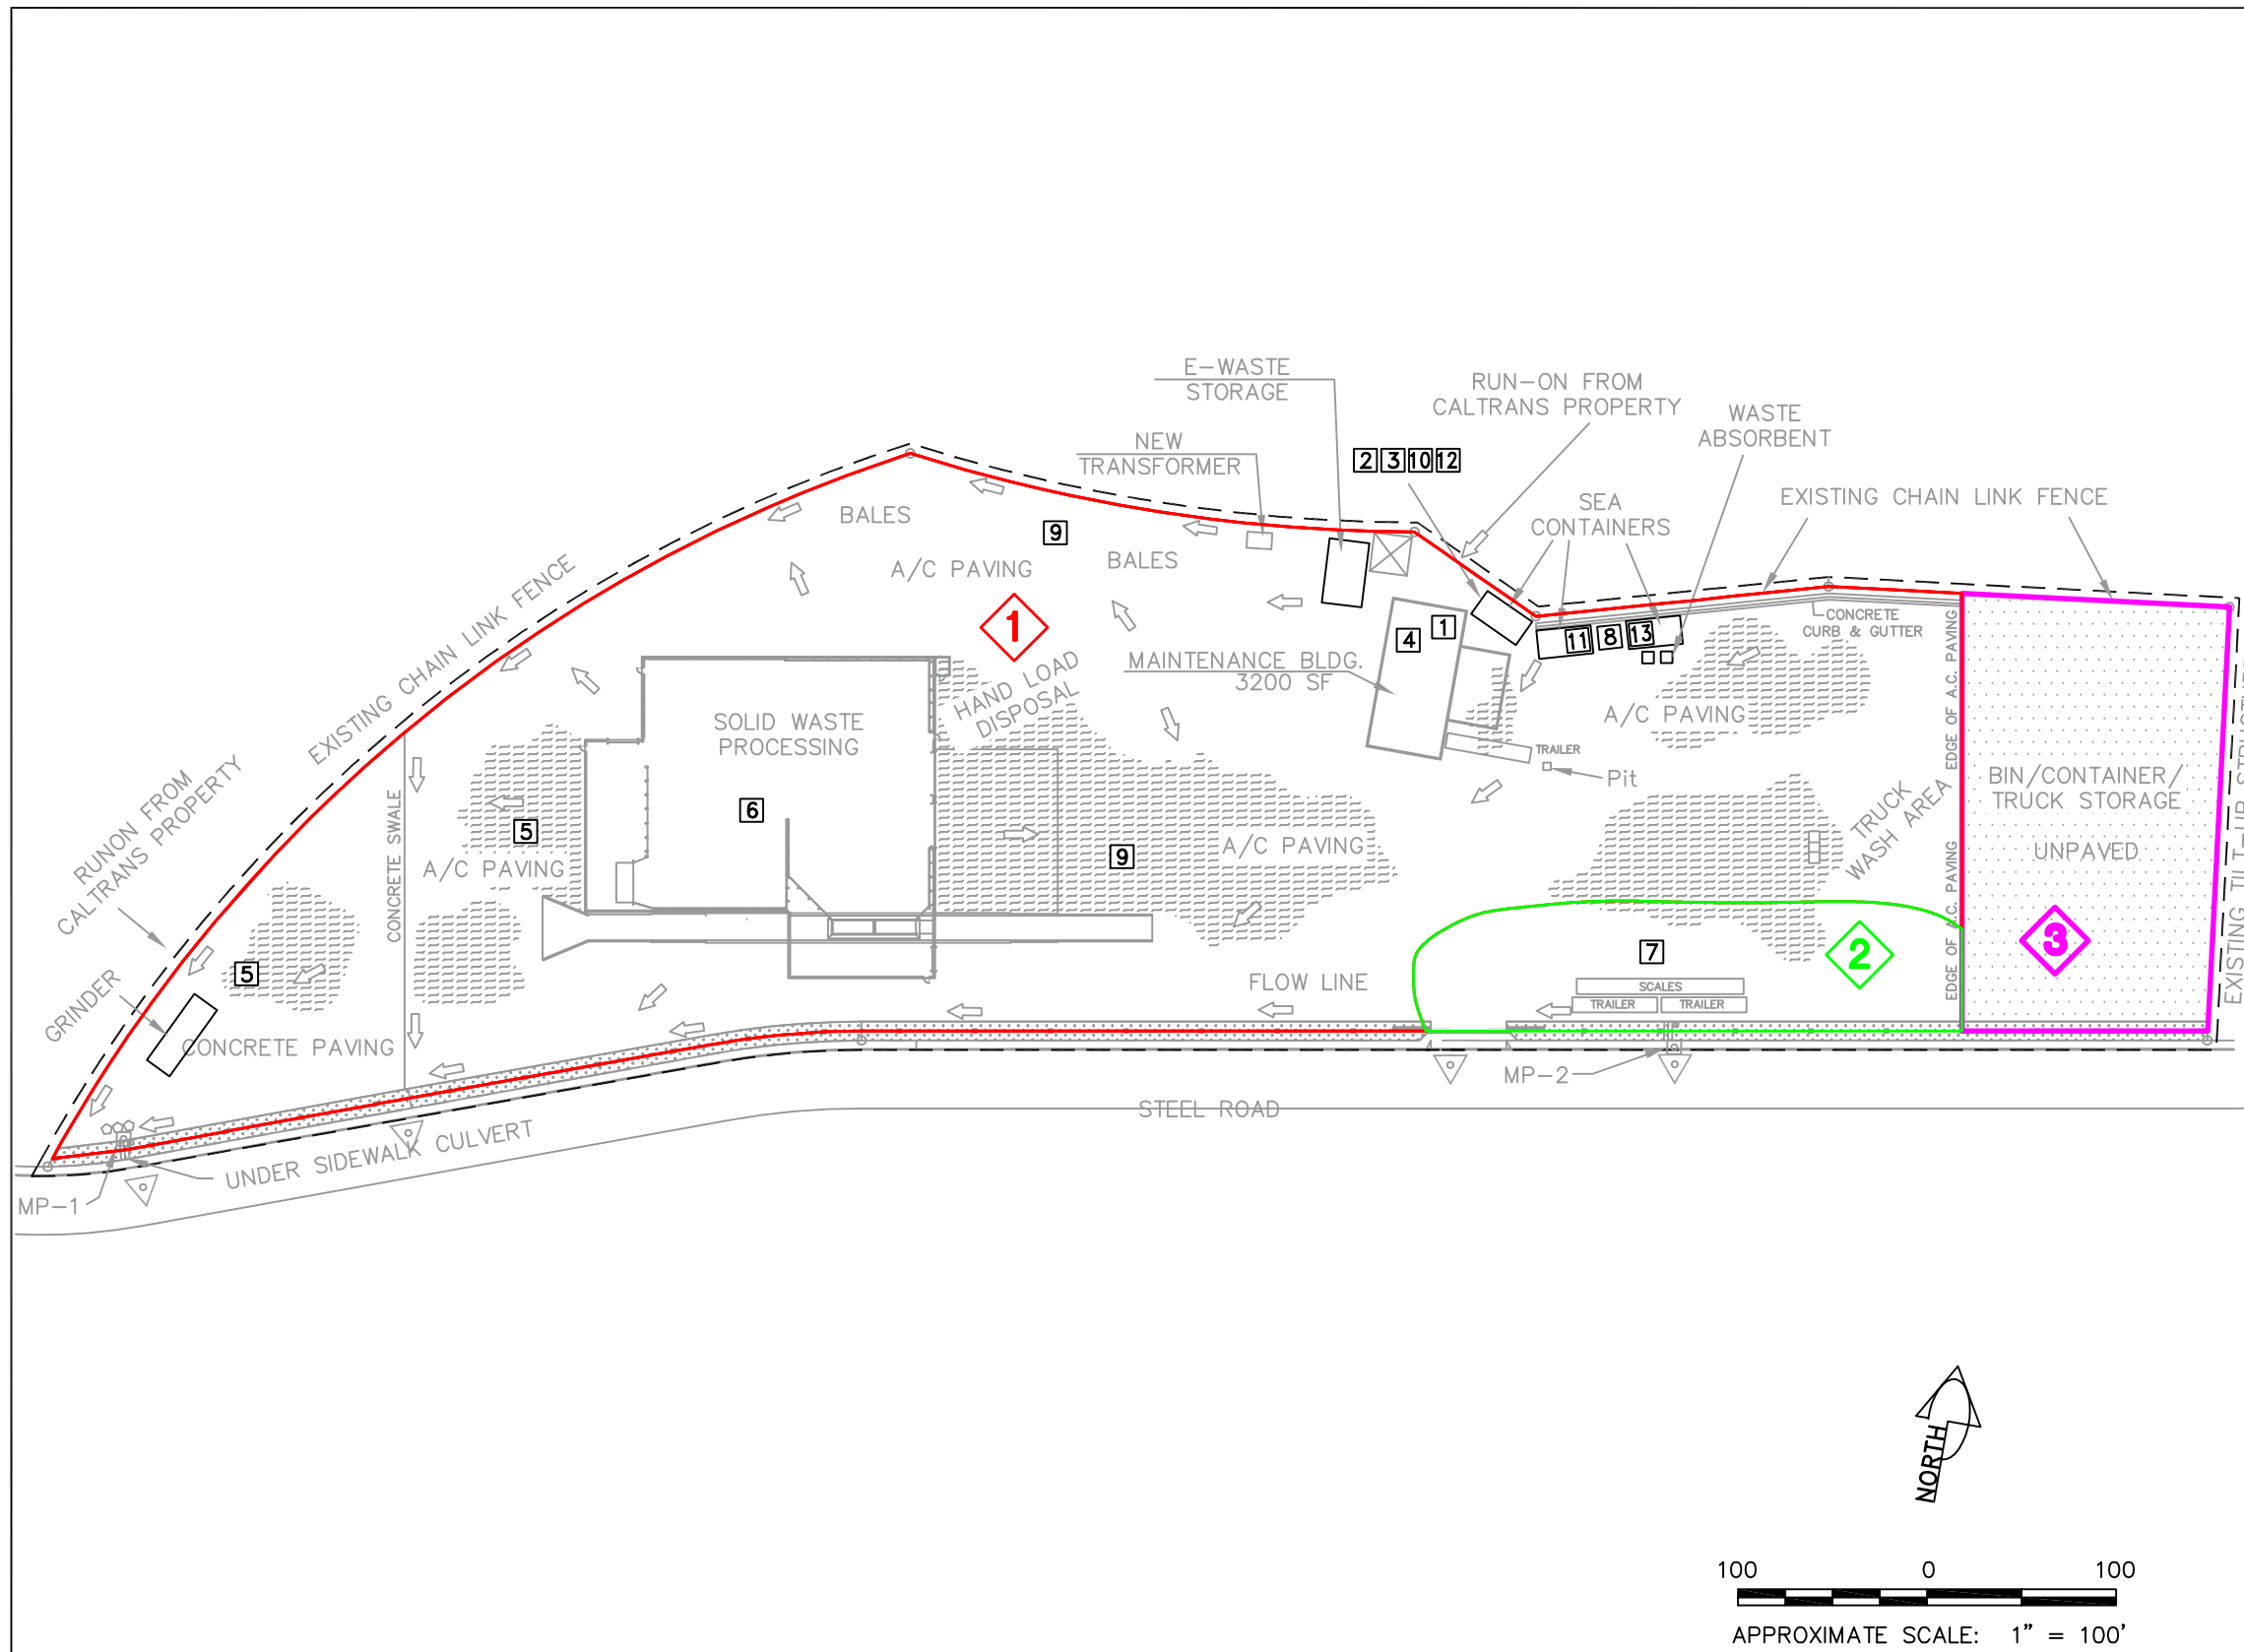 E-WASTE
STORAGE
RUN-ON FROM
CALTRANS PROPERTY
WASTE
ABSORBENT
NEW
TRANSFORMER
2 3 10 12
SEA
CONTAINERS
EXISTING CHAIN LINK FENCE
BALES
9
BALES
A/C PAVING
EXISTING CHAIN LINK FENCE
1
4
1
11
8
13
CONCRETE
CURB & GUTTER
MAINTENANCE BLDG.
3200 SF
HAND LOAD
DISPOSAL
SOLID WASTE
PROCESSING
A/C PAVING
EDGE OF A.C. PAVING
TRAILER
Pit
RUNON FROM
CALTRANS PROPERTY
CONCRETE SWALE
5
6
A/C PAVING
9
A/C PAVING
TRUCK
WASH AREA
BIN/CONTAINER/
TRUCK STORAGE
UNPAVED
EDGE OF A.C. PAVING
EXISTING TILT-UP STRUCTURE
7
2
3
GRINDER
5
FLOW LINE
SCALES
TRAILER
TRAILER
CONCRETE PAVING
MP-2
STEEL ROAD
UNDER SIDEWALK CULVERT
MP-1
NORTH
100 0 100
APPROXIMATE SCALE: 1" = 100'